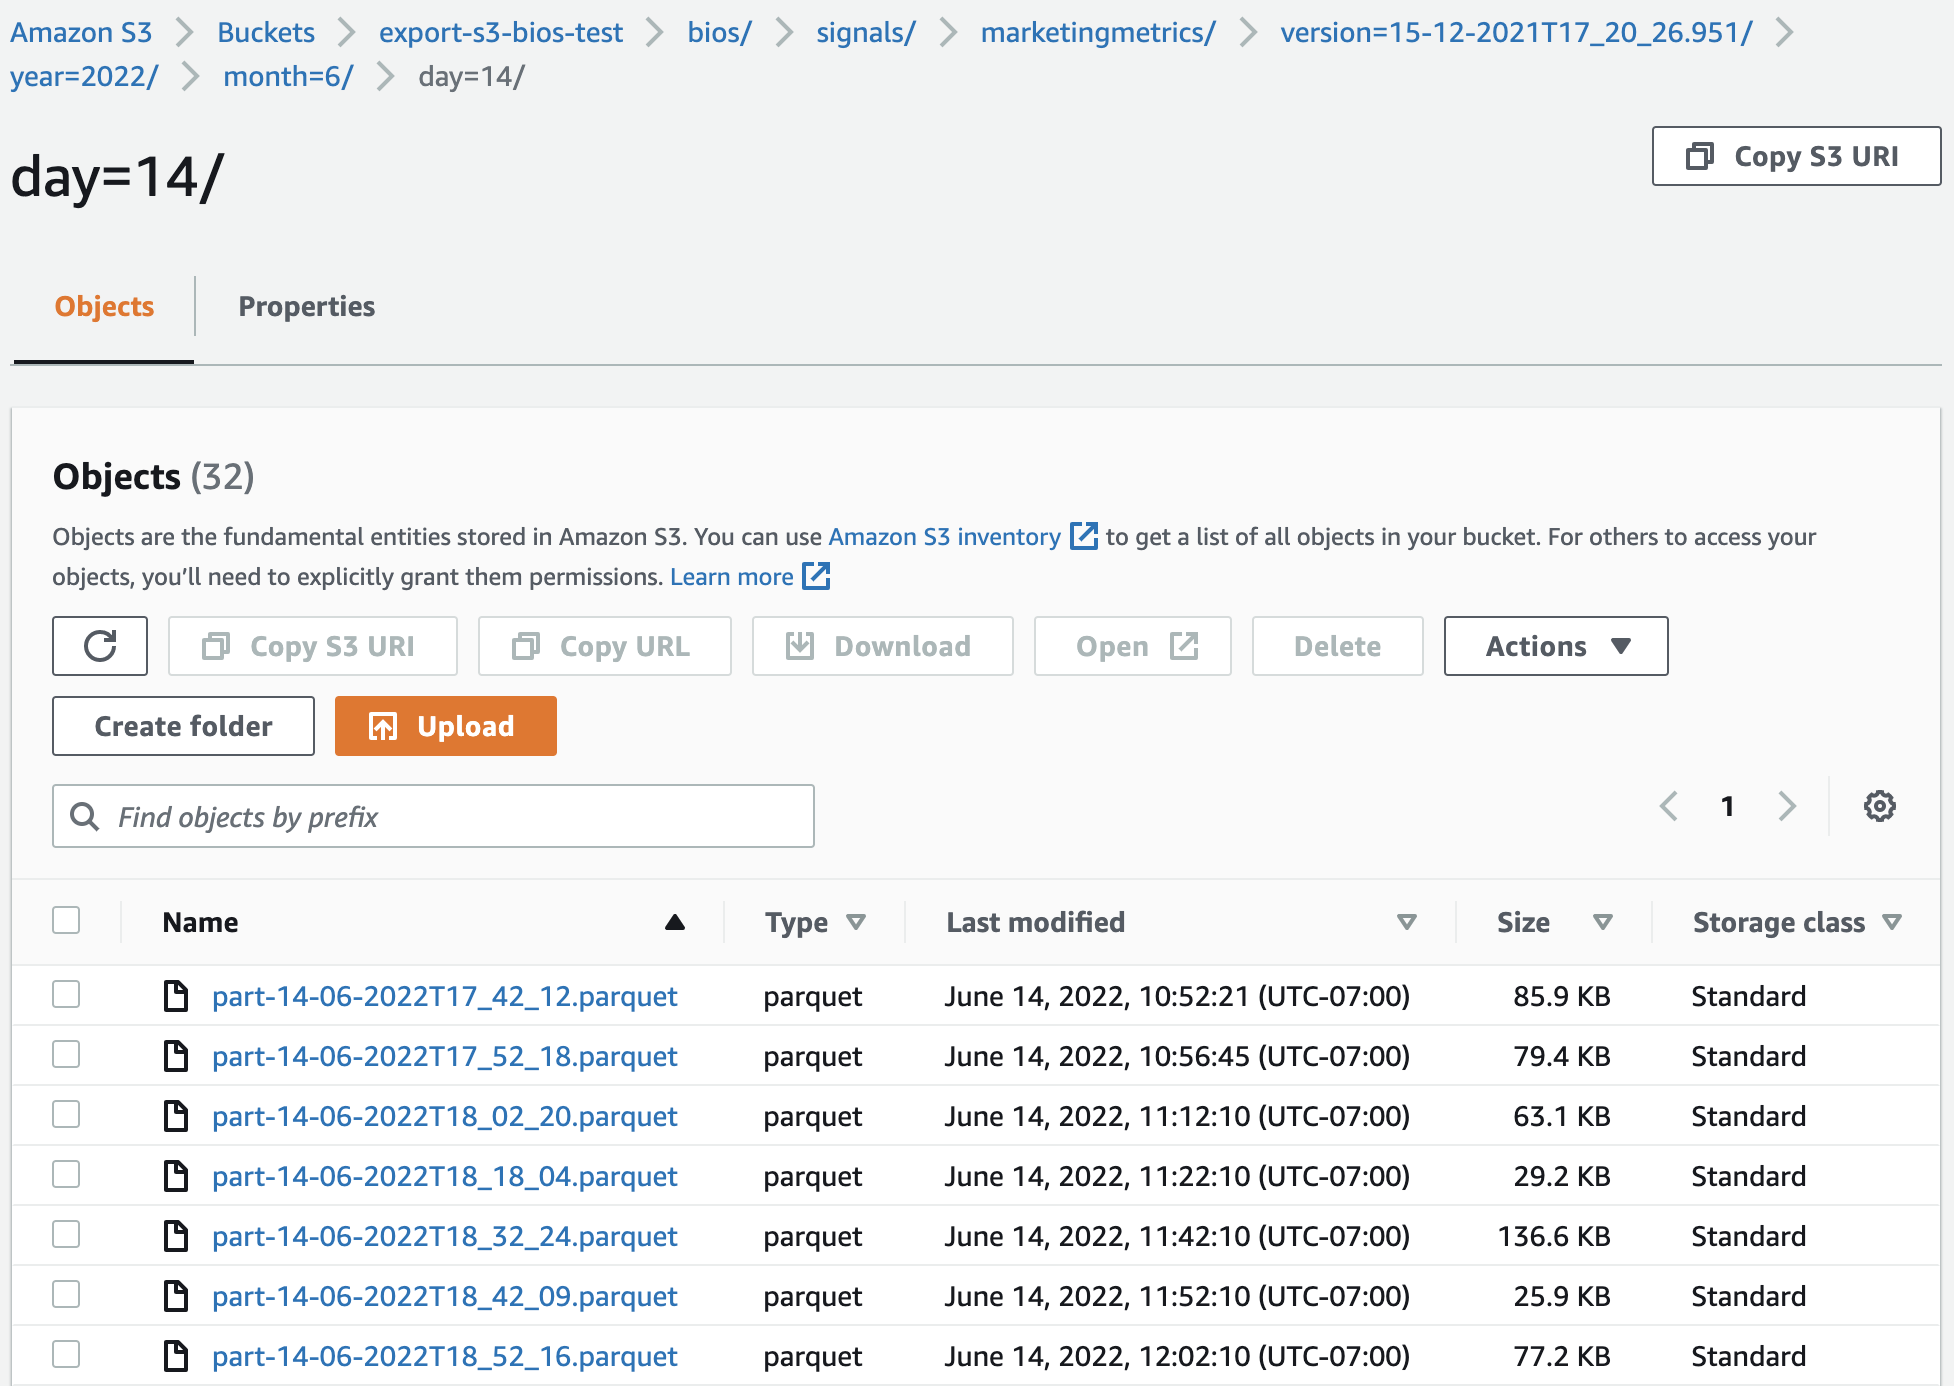 Amazon S3 > Buckets > export-s3-bios-test > bios/ > signals/ > marketingmetrics/ > version=15-12-2021T17_20_26.951/ >
year=2022/ > month=6/ > day=14/
day=14/
Copy S3 URI
Objects Properties
Objects (32)
Objects are the fundamental entities stored in Amazon S3. You can use Amazon S3 inventory to get a list of all objects in your bucket. For others to access your
objects, you’ll need to explicitly grant them permissions. Learn more
Copy S3 URI Copy URL Download Open Delete Actions
Create folder Upload
Find objects by prefix 1
Name Type Last modified Size Storage class
part-14-06-2022T17_42_12.parquet parquet June 14, 2022, 10:52:21 (UTC-07:00) 85.9 KB Standard
part-14-06-2022T17_52_18.parquet parquet June 14, 2022, 10:56:45 (UTC-07:00) 79.4 KB Standard
part-14-06-2022T18_02_20.parquet parquet June 14, 2022, 11:12:10 (UTC-07:00) 63.1 KB Standard
part-14-06-2022T18_18_04.parquet parquet June 14, 2022, 11:22:10 (UTC-07:00) 29.2 KB Standard
part-14-06-2022T18_32_24.parquet parquet June 14, 2022, 11:42:10 (UTC-07:00) 136.6 KB Standard
part-14-06-2022T18_42_09.parquet parquet June 14, 2022, 11:52:10 (UTC-07:00) 25.9 KB Standard
part-14-06-2022T18_52_16.parquet parquet June 14, 2022, 12:02:10 (UTC-07:00) 77.2 KB Standard